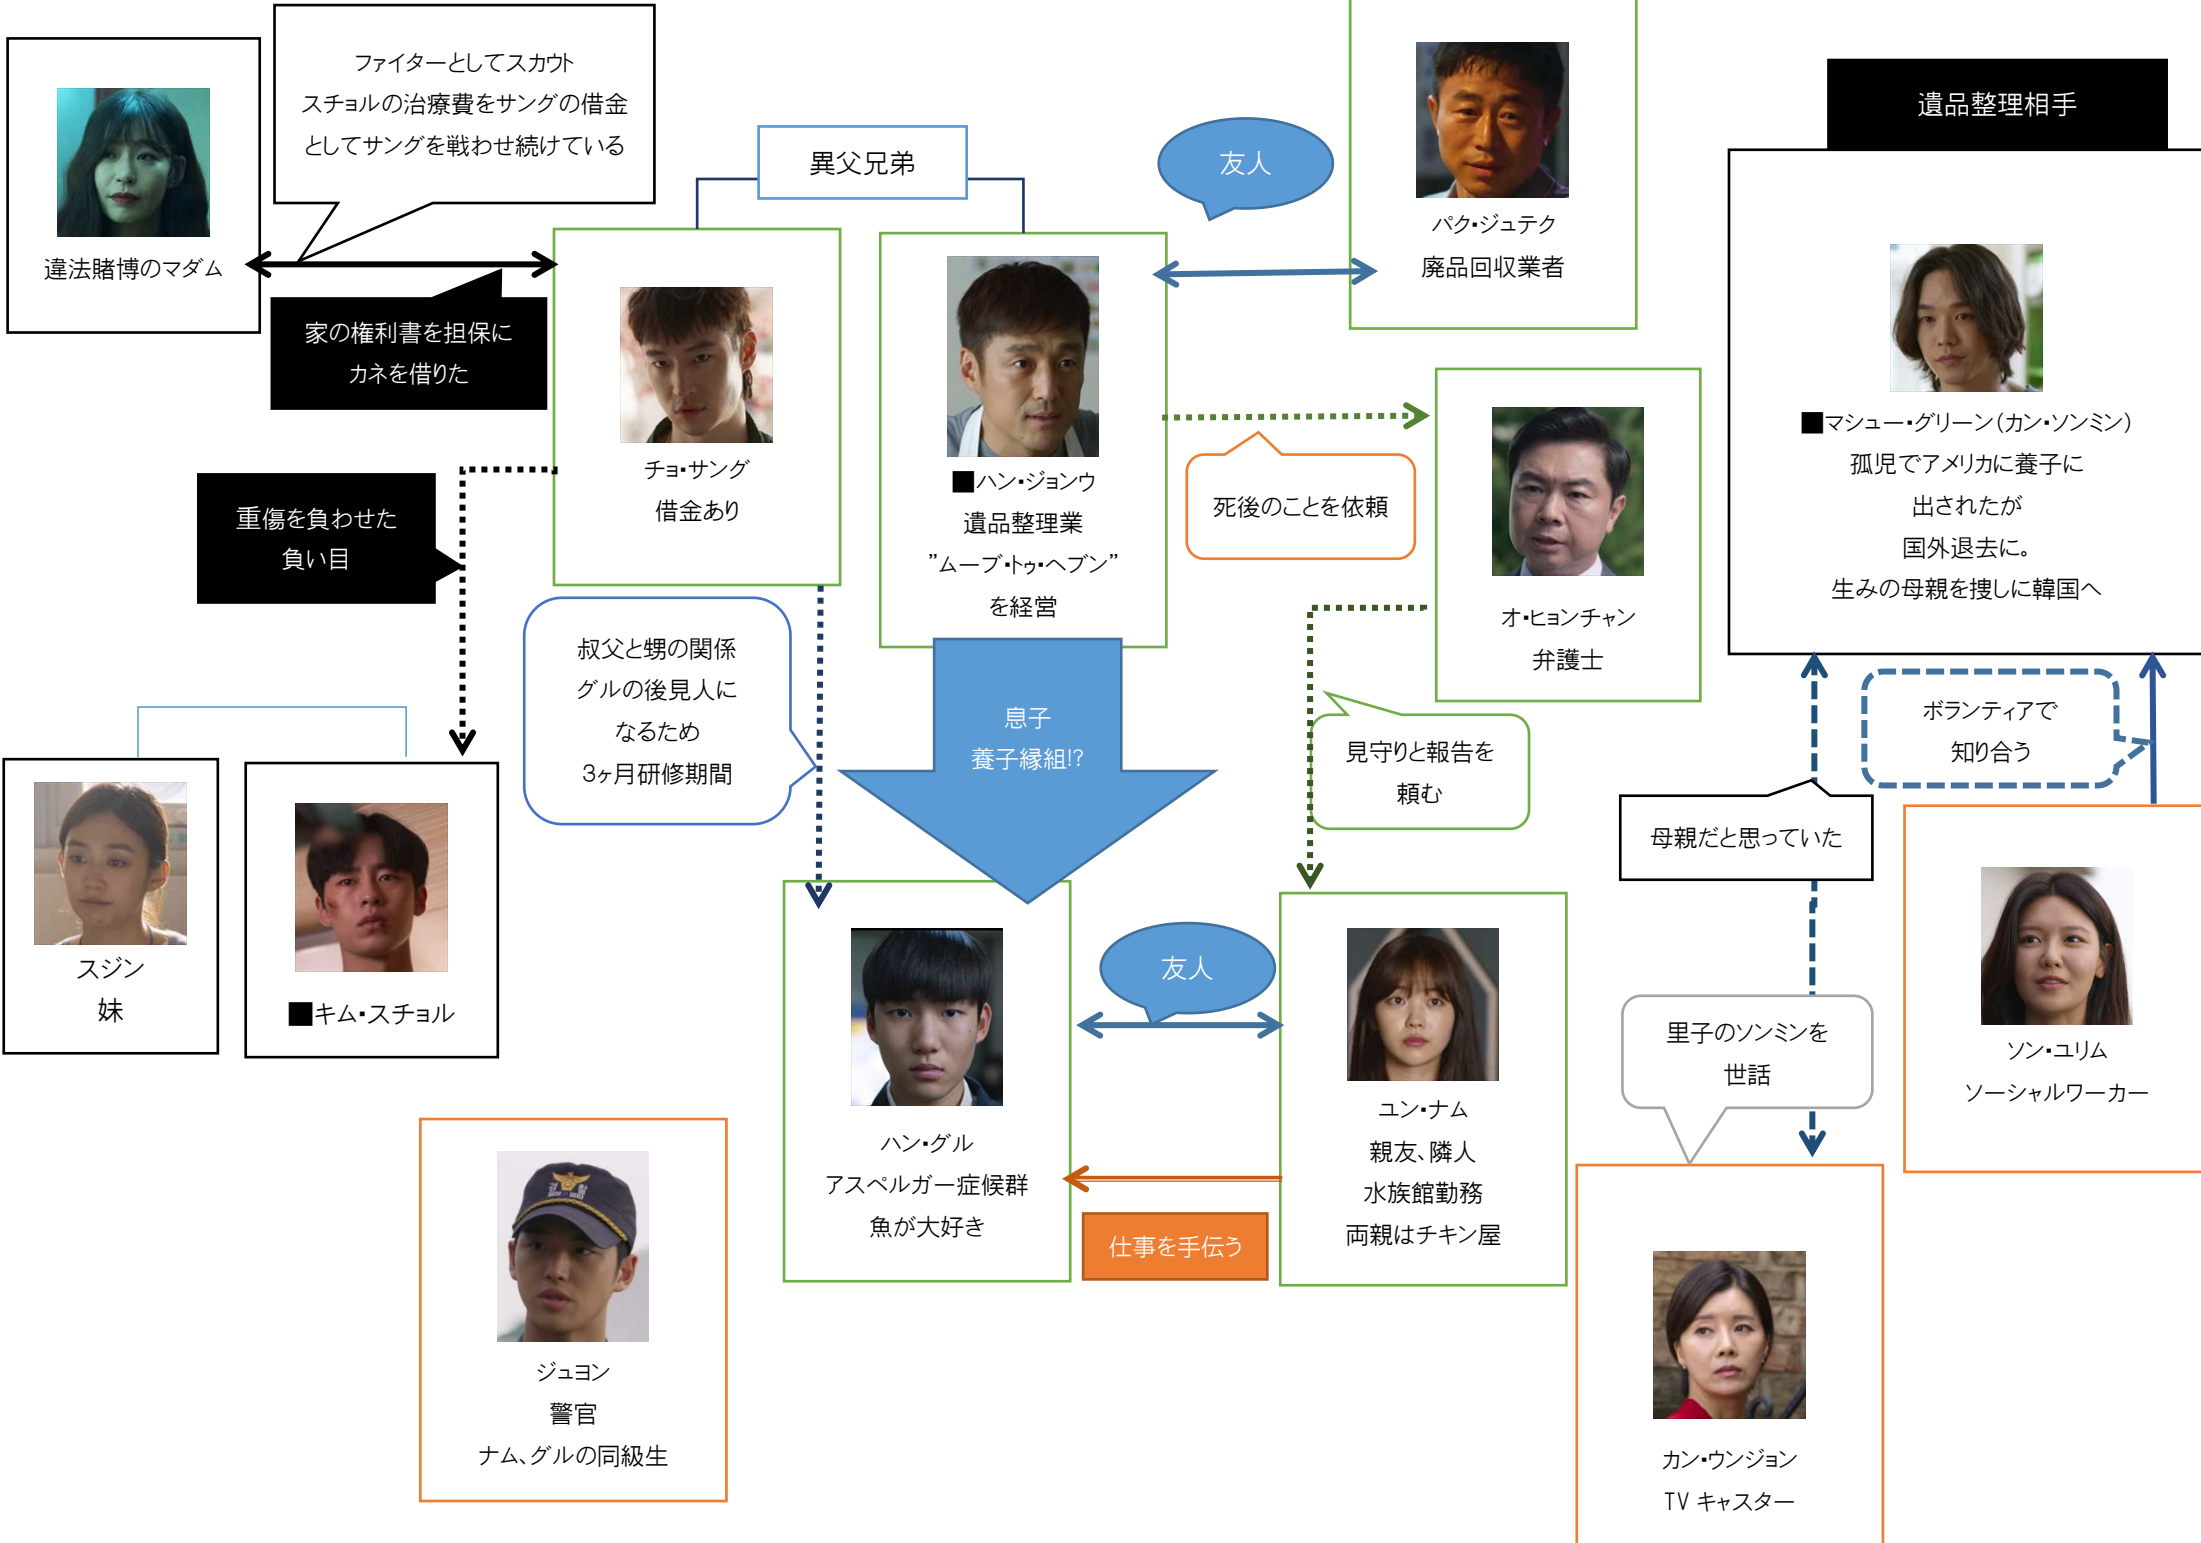 ファイターとしてスカウト
スチョルの治療費をサングの借金
としてサングを戦わせ続けている
違法賭博のマダム
家の権利書を担保に
カネを借りた
異父兄弟
友人
パク・ジュテク
廃品回収業者
遺品整理相手
チョ・サング
借金あり
■ハン・ジョンウ
遺品整理業
”ムーブ・トゥ・ヘブン”
を経営
死後のことを依頼
オ・ヒョンチャン
弁護士
■マシュー・グリーン（カン・ソンミン）
孤児でアメリカに養子に
出されたが
国外退去に。
生みの母親を捜しに韓国へ
重傷を負わせた
負い目
叔父と甥の関係
グルの後見人に
なるため
3ヶ月研修期間
息子
養子縁組!?
見守りと報告を
頼む
ボランティアで
知り合う
母親だと思っていた
スジン
妹
■キム・スチョル
友人
ハン・グル
アスペルガー症候群
魚が大好き
ユン・ナム
親友、隣人
水族館勤務
両親はチキン屋
仕事を手伝う
里子のソンミンを
世話
ソン・ユリム
ソーシャルワーカー
ジュヨン
警官
ナム、グルの同級生
カン・ウンジョン
TV キャスター